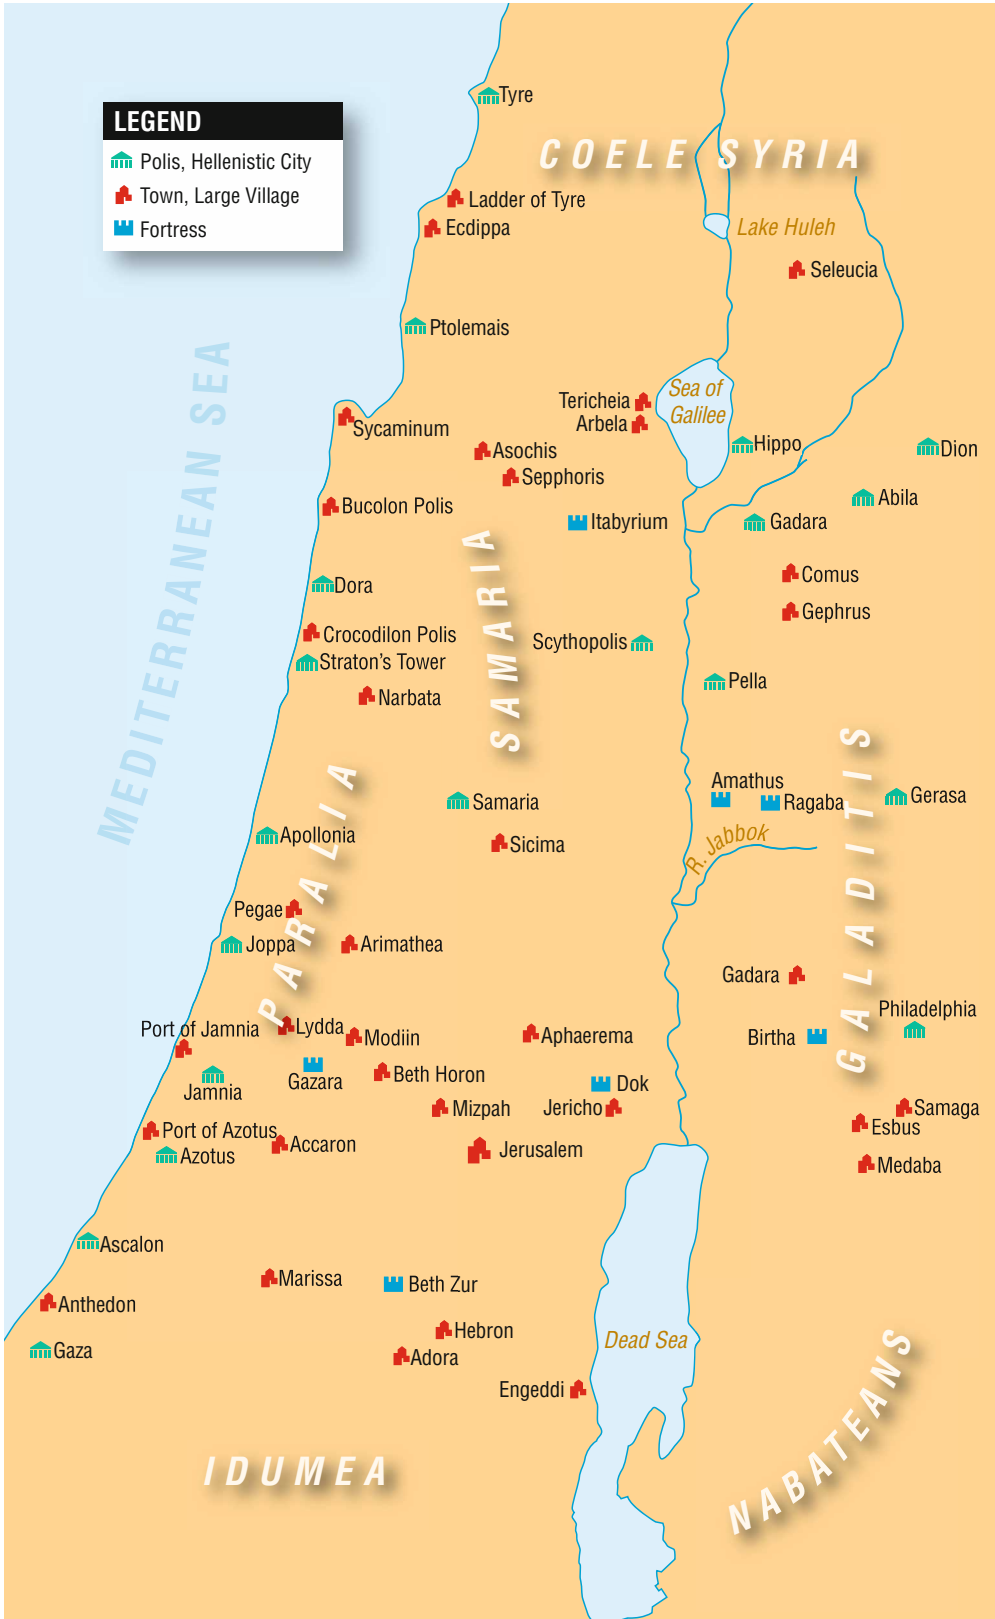 Tyre
LEGEND
Polis, Hellenistic City
Town, Large Village
Fortress
COELE SYRIA
Ladder of Tyre
Ecdippa
Lake Huleh
Seleucia
Ptolemais
MEDITERRANEAN SEA
Sea of
Galilee
Tericheia
Arbela
Sycaminum
Asochis
Hippo
Dion
Sepphoris
Abila
Bucolon Polis
Itabyrium
Gadara
SAMARIA
Comus
Dora
Gephrus
Crocodilon Polis
Scythopolis
Straton's Tower
Pella
Narbata
GALADITIS
PARALIA
Amathus
Ragaba
Gerasa
Samaria
Apollonia
Sicima
R. Jabbok
Pegae
Joppa
Arimathea
Gadara
Philadelphia
Port of Jamnia
Lydda
Modiin
Aphaerema
Birtha
Gazara
Beth Horon
Dok
Jamnia
Mizpah
Jericho
Samaga
Esbus
Port of Azotus
Accaron
Jerusalem
Azotus
Medaba
Ascalon
Marissa
Beth Zur
Anthedon
Hebron
Dead Sea
Gaza
Adora
Engeddi
NABATEANS
IDUMEA